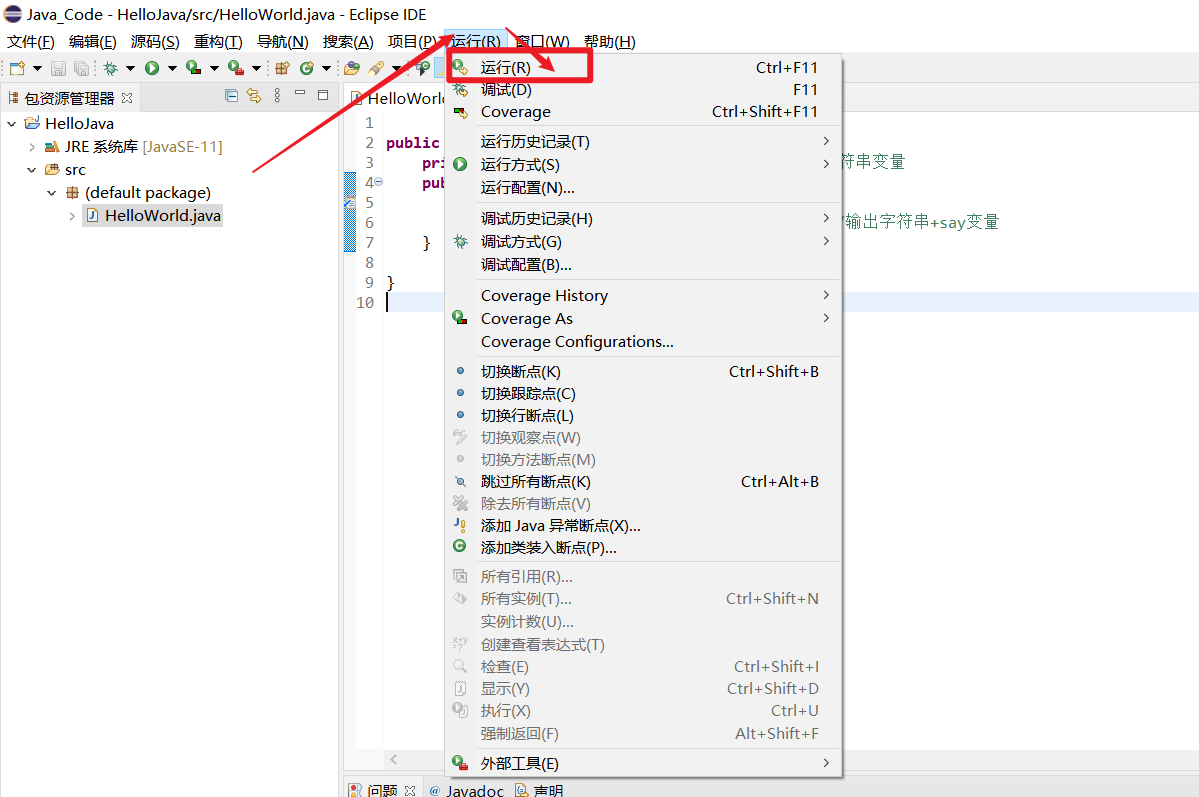 Java_Code - HelloJava/src/HelloWorld.java - Eclipse IDE
文件(F) 编辑(E) 源码(S) 重构(T) 导航(N) 搜索(A) 项目(P) 运行(R) 窗口(W) 帮助(H)
包资源管理器
HelloJava
JRE 系统库 [JavaSE-11]
src
(default package)
HelloWorld.java
HelloWorl
1
2 public
3 pri 符串变量
4 pub
5
6 输出字符串+say变量
7 }
8
9 }
10
运行(R) Ctrl+F11
调试(D) F11
Coverage Ctrl+Shift+F11
运行历史记录(T)
运行方式(S)
运行配置(N)...
调试历史记录(H)
调试方式(G)
调试配置(B)...
Coverage History
Coverage As
Coverage Configurations...
切换断点(K) Ctrl+Shift+B
切换跟踪点(C)
切换行断点(L)
切换观察点(W)
切换方法断点(M)
跳过所有断点(K) Ctrl+Alt+B
除去所有断点(V)
添加 Java 异常断点(X)...
添加类装入断点(P)...
所有引用(R)...
所有实例(T)... Ctrl+Shift+N
实例计数(U)...
创建查看表达式(T)
检查(E) Ctrl+Shift+I
显示(Y) Ctrl+Shift+D
执行(X) Ctrl+U
强制返回(F) Alt+Shift+F
外部工具(E)
问题 @ Javadoc 声明